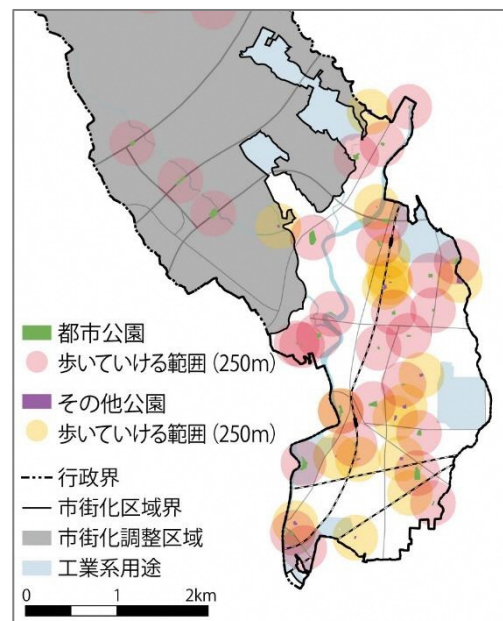 都市公園
歩いていける範囲(250m)
その他公園
歩いていける範囲(250m)
行政界
市街化区域界
市街化調整区域
工業系用途
0 1 2km